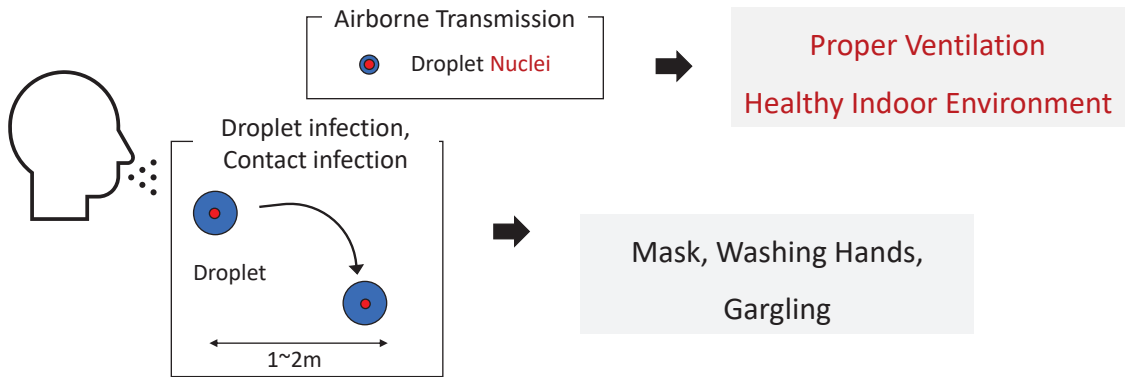 Airborne Transmission
Droplet Nuclei
Proper Ventilation
Healthy Indoor Environment
Droplet infection,
Contact infection
Droplet
1~2m
Mask, Washing Hands,
Gargling